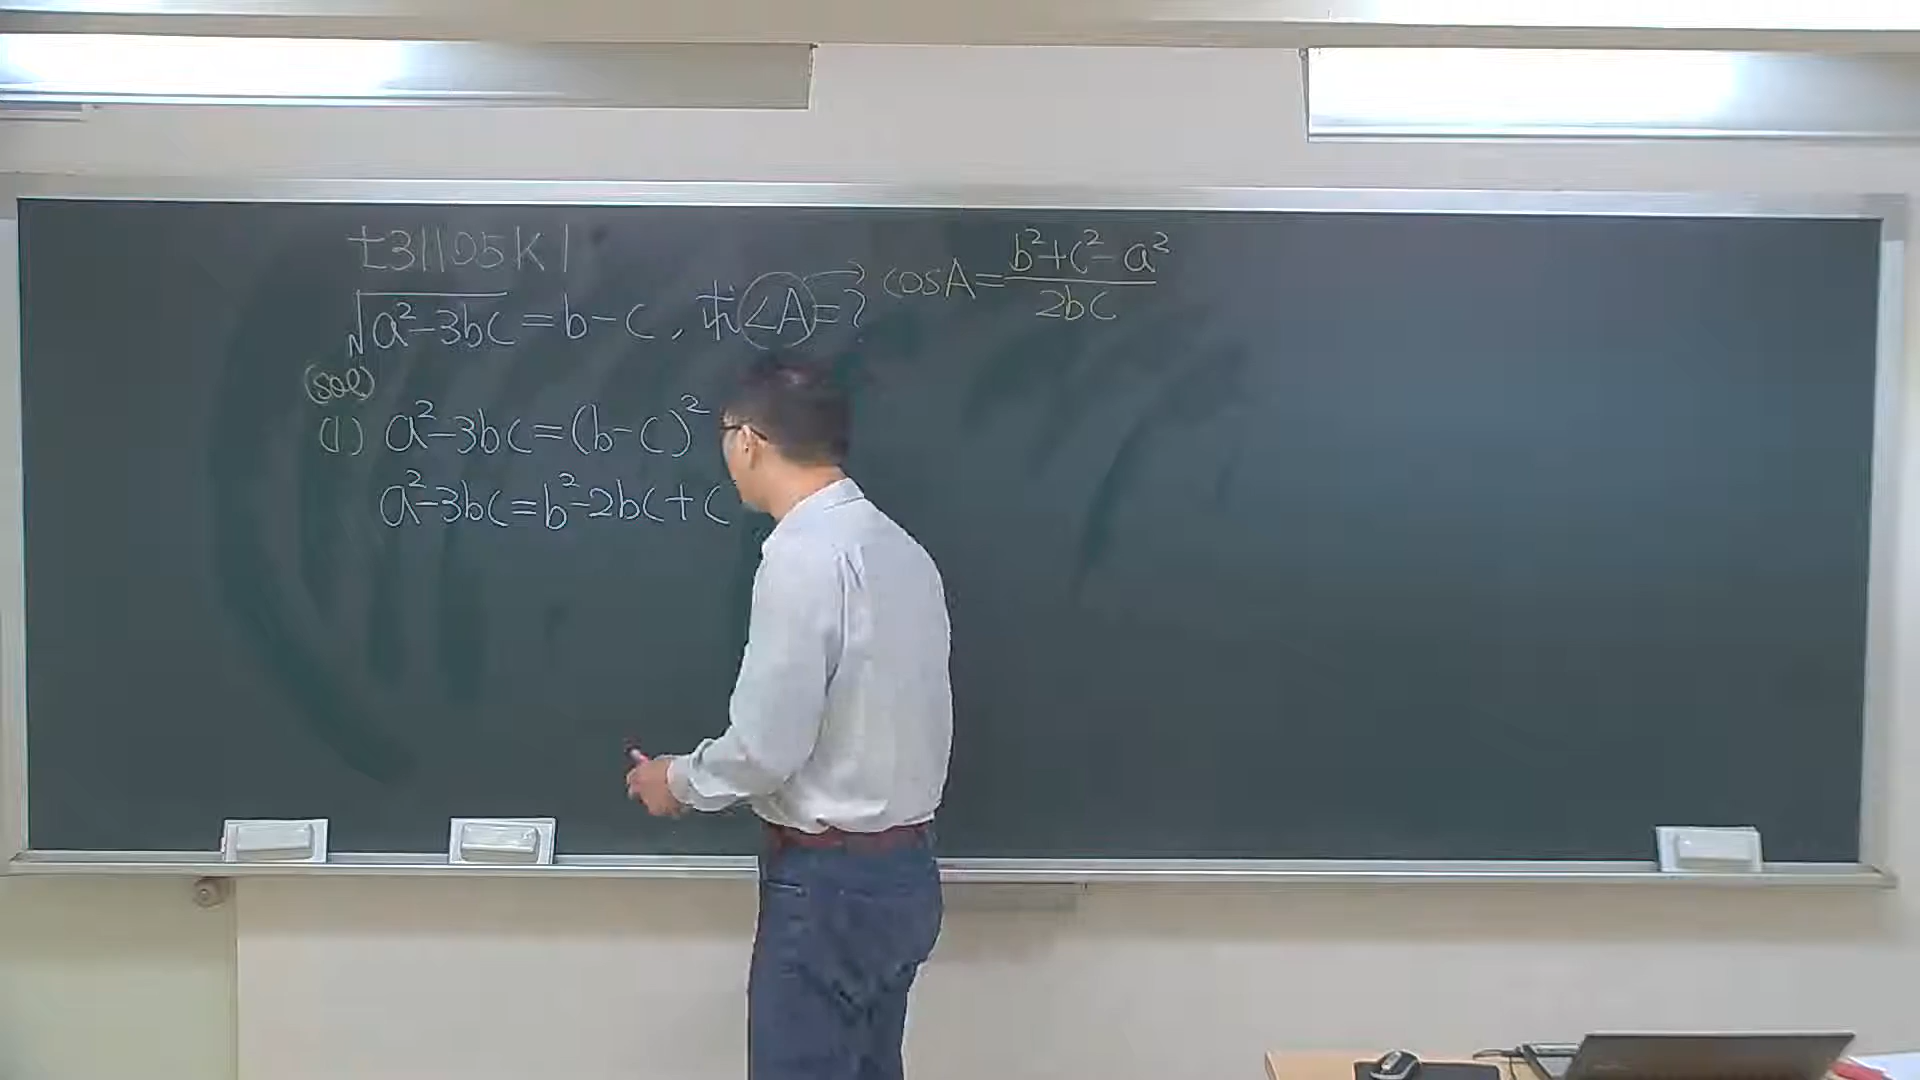 t31105K1
√(a²-3bc) = b-c, 求∠A=? cosA = (b²+c²-a²)/(2bc)
(sol)
(1) a²-3bc=(b-c)²
a²-3bc=b²-2bc+c